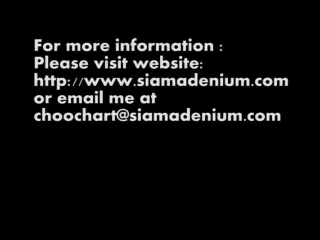 For more information :
Please visit website:
http://www.siamadenium.com
or email me at
choochart@siamadenium.com